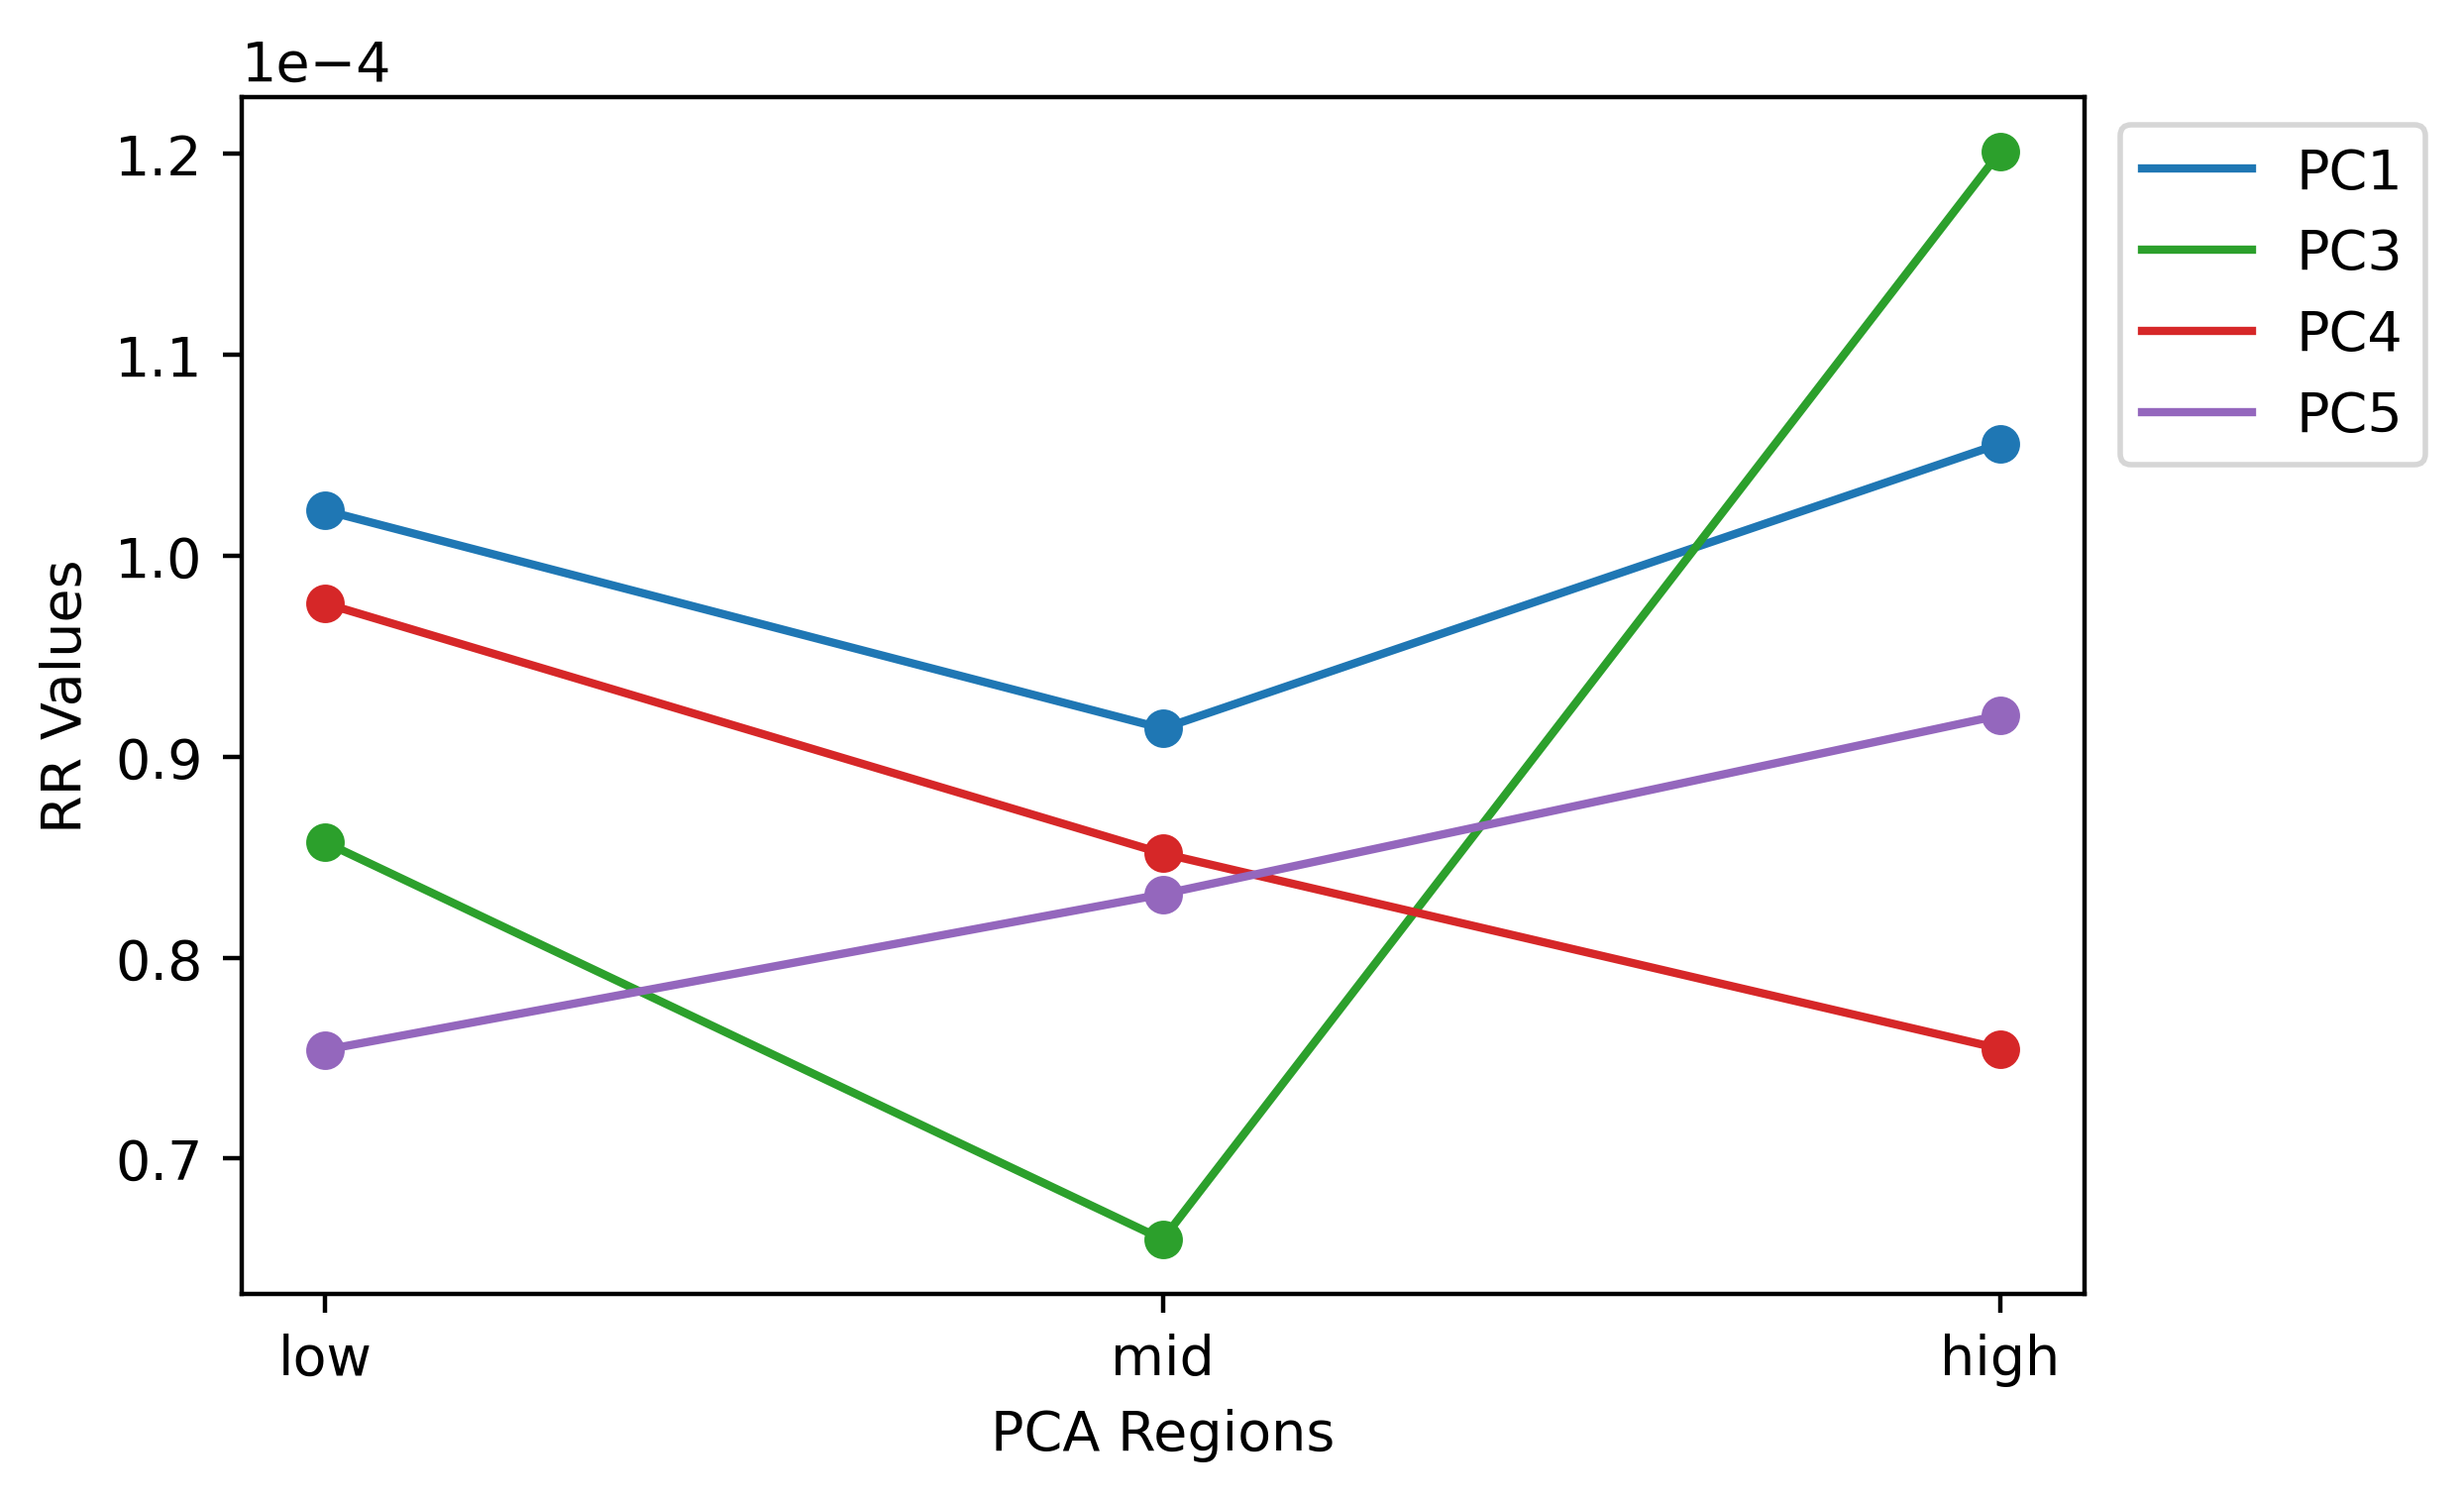 1e−4
1.2
1.1
1.0
0.9
0.8
0.7
RR Values
low mid high
PCA Regions
PC1
PC3
PC4
PC5